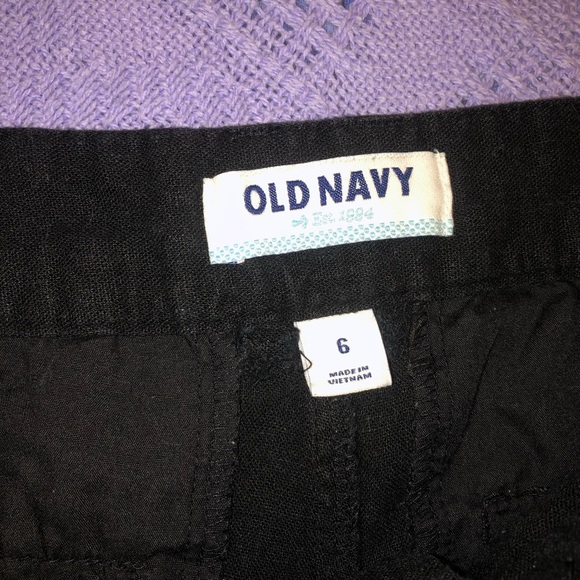 OLD NAVY
Est. 1994
6
MADE IN
VIETNAM